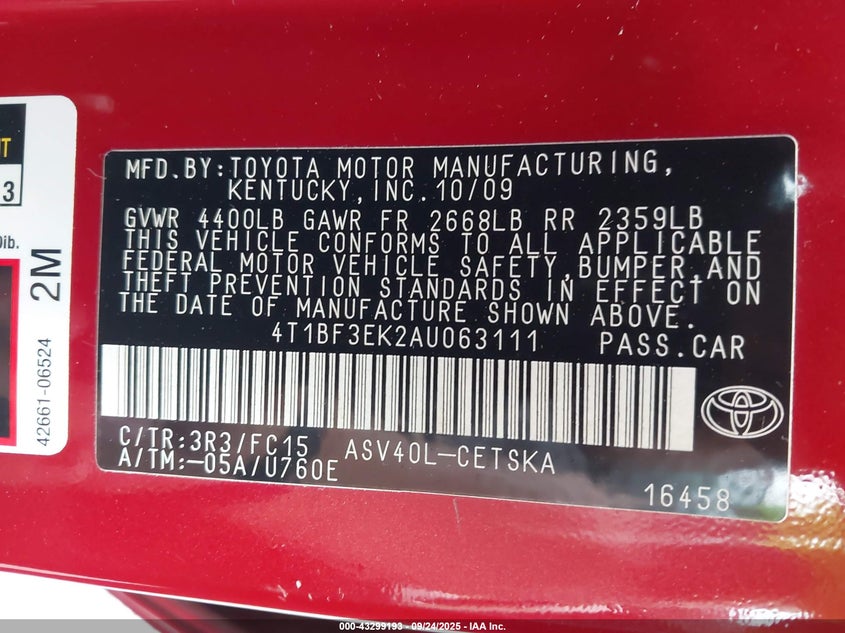 MFD.BY:TOYOTA MOTOR MANUFACTURING,
KENTUCKY,INC.10/09
GVWR 4400LB GAWR FR 2668LB RR 2359LB
THIS VEHICLE CONFORMS TO ALL APPLICABLE
FEDERAL MOTOR VEHICLE SAFETY,BUMPER,AND
THEFT PREVENTION STANDARDS IN EFFECT ON
THE DATE OF MANUFACTURE SHOWN ABOVE.
4T1BF3EK2AU063111 PASS.CAR
C/TR:3R3/FC15 ASV40L-CETSKA
A/TM:-05A/U760E
16458
3
2M
42661-06524
000-43299193 - 09/24/2025 - IAA Inc.